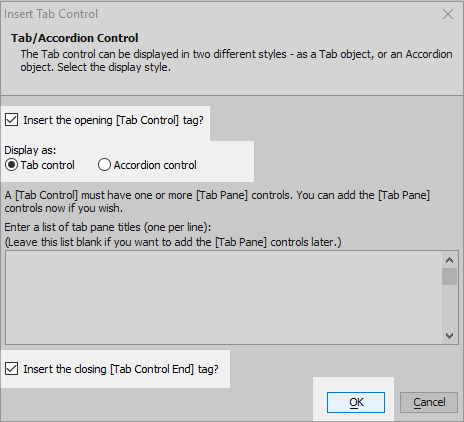 Insert Tab Control
Tab/Accordion Control
The Tab control can be displayed in two different styles - as a Tab object, or an Accordion
object. Select the display style.
Insert the opening [Tab Control] tag?
Display as:
Tab control Accordion control
A [Tab Control] must have one or more [Tab Pane] controls. You can add the [Tab Pane]
controls now if you wish.
Enter a list of tab pane titles (one per line):
(Leave this list blank if you want to add the [Tab Pane] controls later.)
Insert the closing [Tab Control End] tag?
OK Cancel